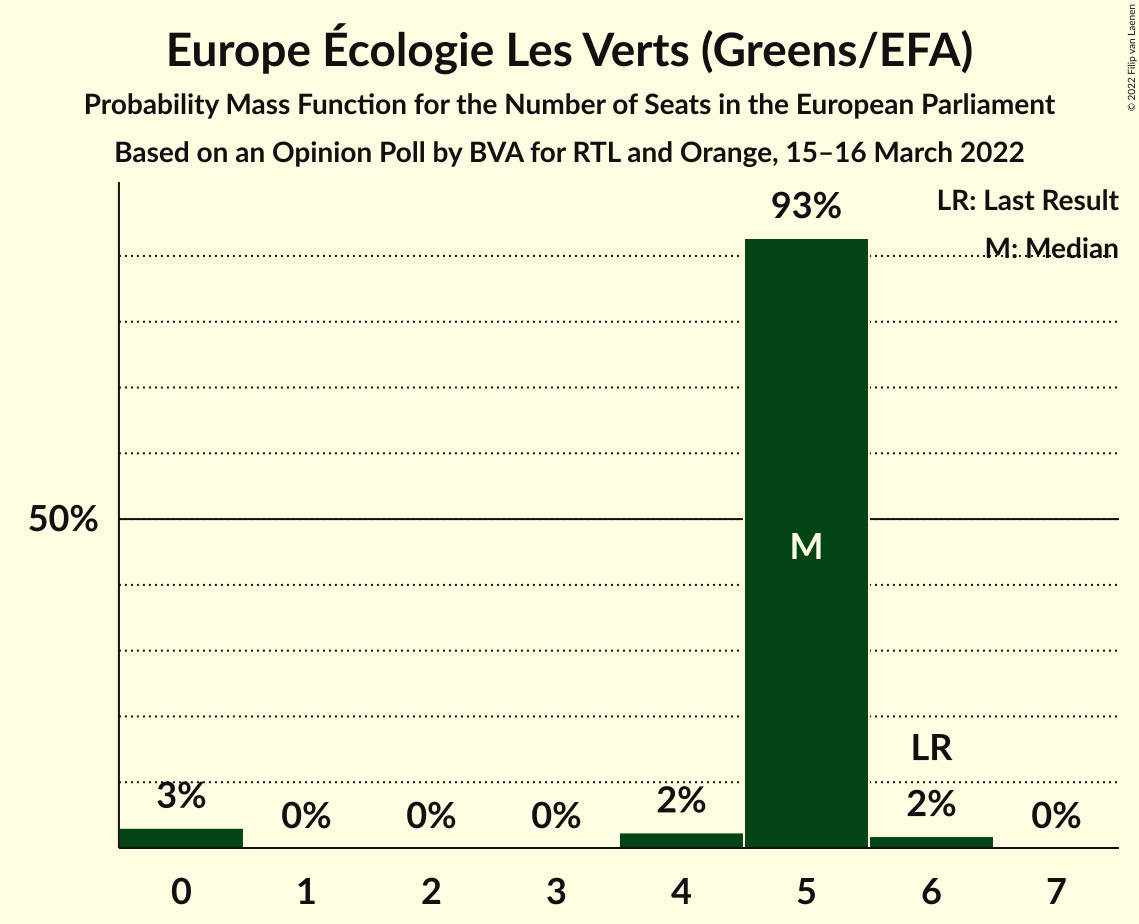 Europe Écologie Les Verts (Greens/EFA)
Probability Mass Function for the Number of Seats in the European Parliament
Based on an Opinion Poll by BVA for RTL and Orange, 15–16 March 2022
© 2022 Filip van Laenen
LR: Last Result
M: Median
93%
50%
M
LR
3%
0%
0%
0%
2%
2%
0%
0
1
2
3
4
5
6
7